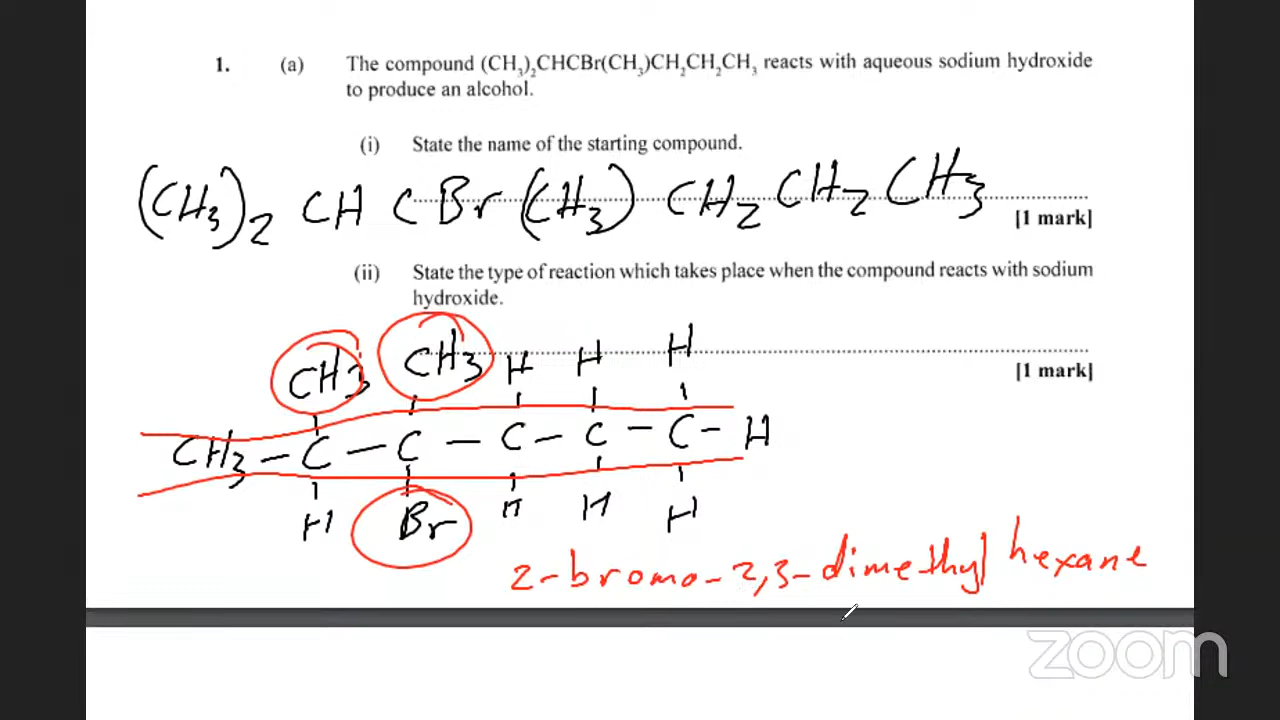 1. (a) The compound (CH₃)₂CHCBr(CH₃)CH₂CH₂CH₃ reacts with aqueous sodium hydroxide
to produce an alcohol.
(i) State the name of the starting compound.
(CH3)2 CH C Br (CH3) CH2 CH2 CH3
[1 mark]
(ii) State the type of reaction which takes place when the compound reacts with sodium
hydroxide.
CH3 CH3 H H H
[1 mark]
CH3 - C - C - C - C - C - H
H Br H H H
2-bromo-2,3-dimethyl hexane
zoom